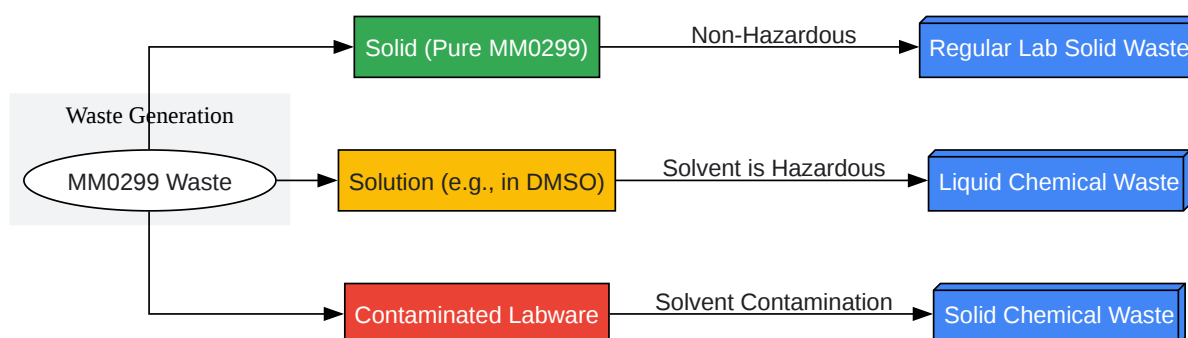 Solid (Pure MM0299)
Non-Hazardous
Regular Lab Solid Waste
Waste Generation
MM0299 Waste
Solution (e.g., in DMSO)
Solvent is Hazardous
Liquid Chemical Waste
Contaminated Labware
Solvent Contamination
Solid Chemical Waste